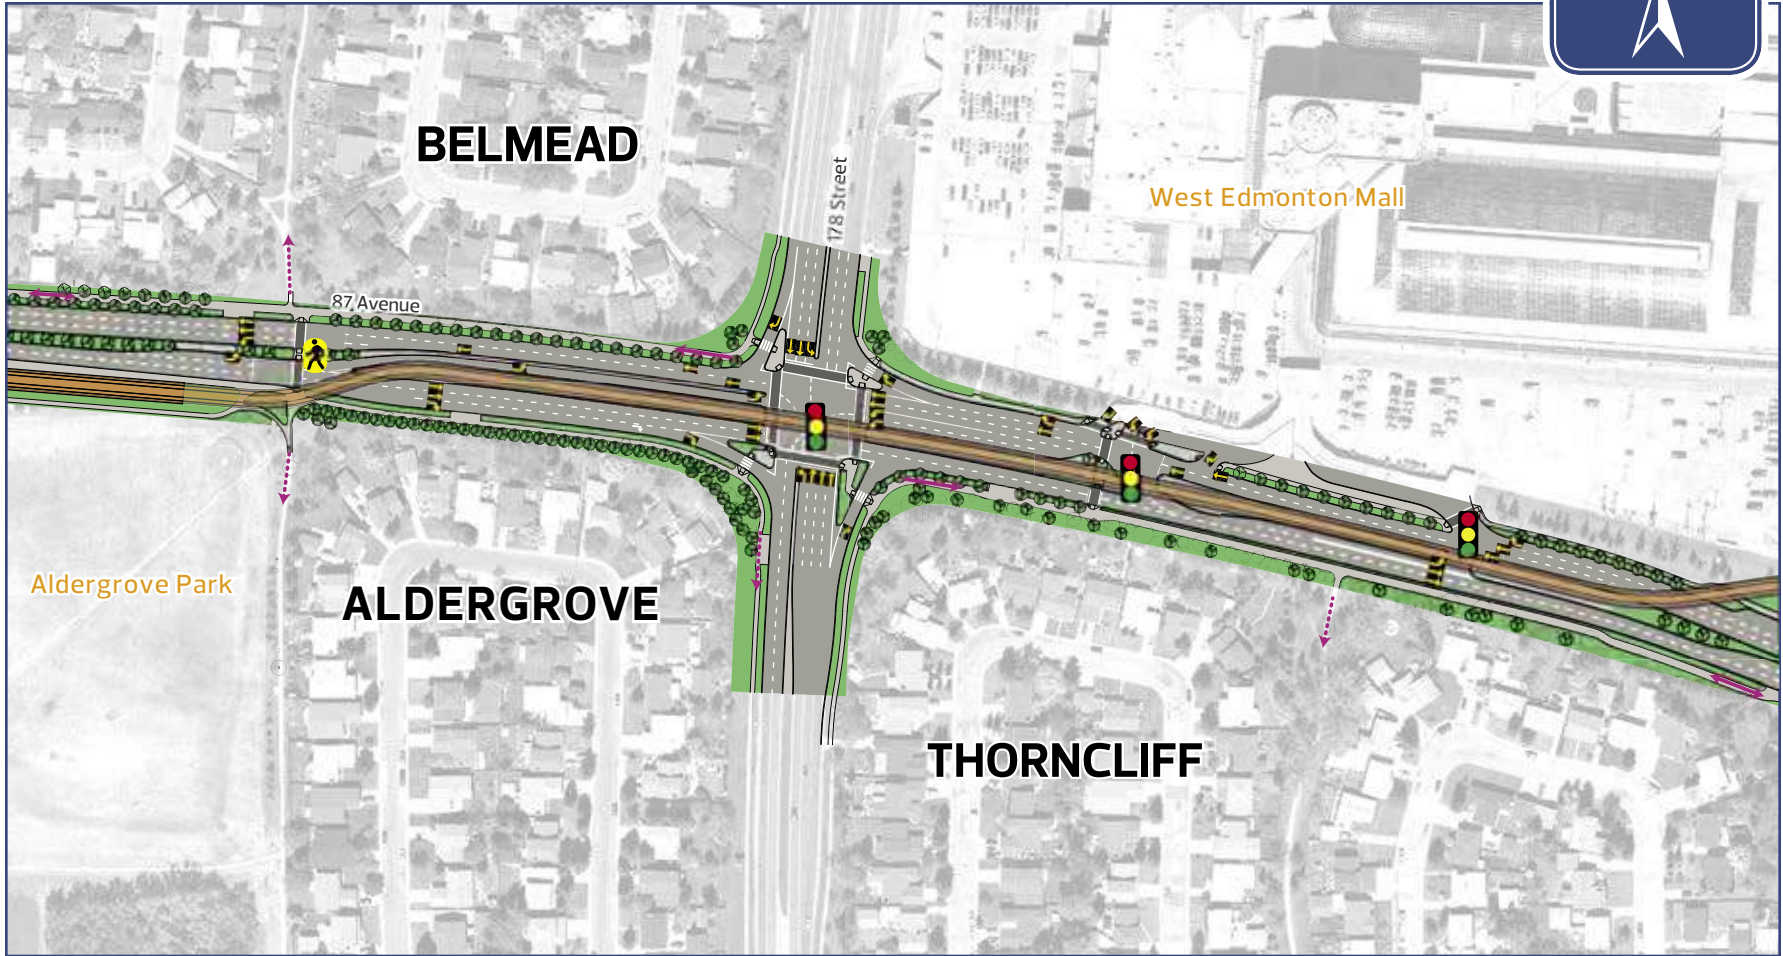 BELMEAD
178 Street
West Edmonton Mall
87 Avenue
Aldergrove Park
ALDERGROVE
THORNCLIFF